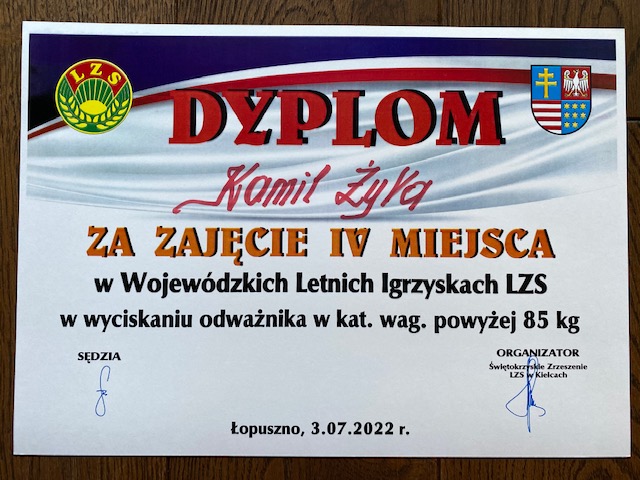 LZS
DYPLOM
Kamil Żyła
ZA ZAJĘCIE IV MIEJSCA
w Wojewódzkich Letnich Igrzyskach LZS
w wyciskaniu odważnika w kat. wag. powyżej 85 kg
SĘDZIA
ORGANIZATOR
Świętokrzyskie Zrzeszenie
LZS w Kielcach
Łopuszno, 3.07.2022 r.